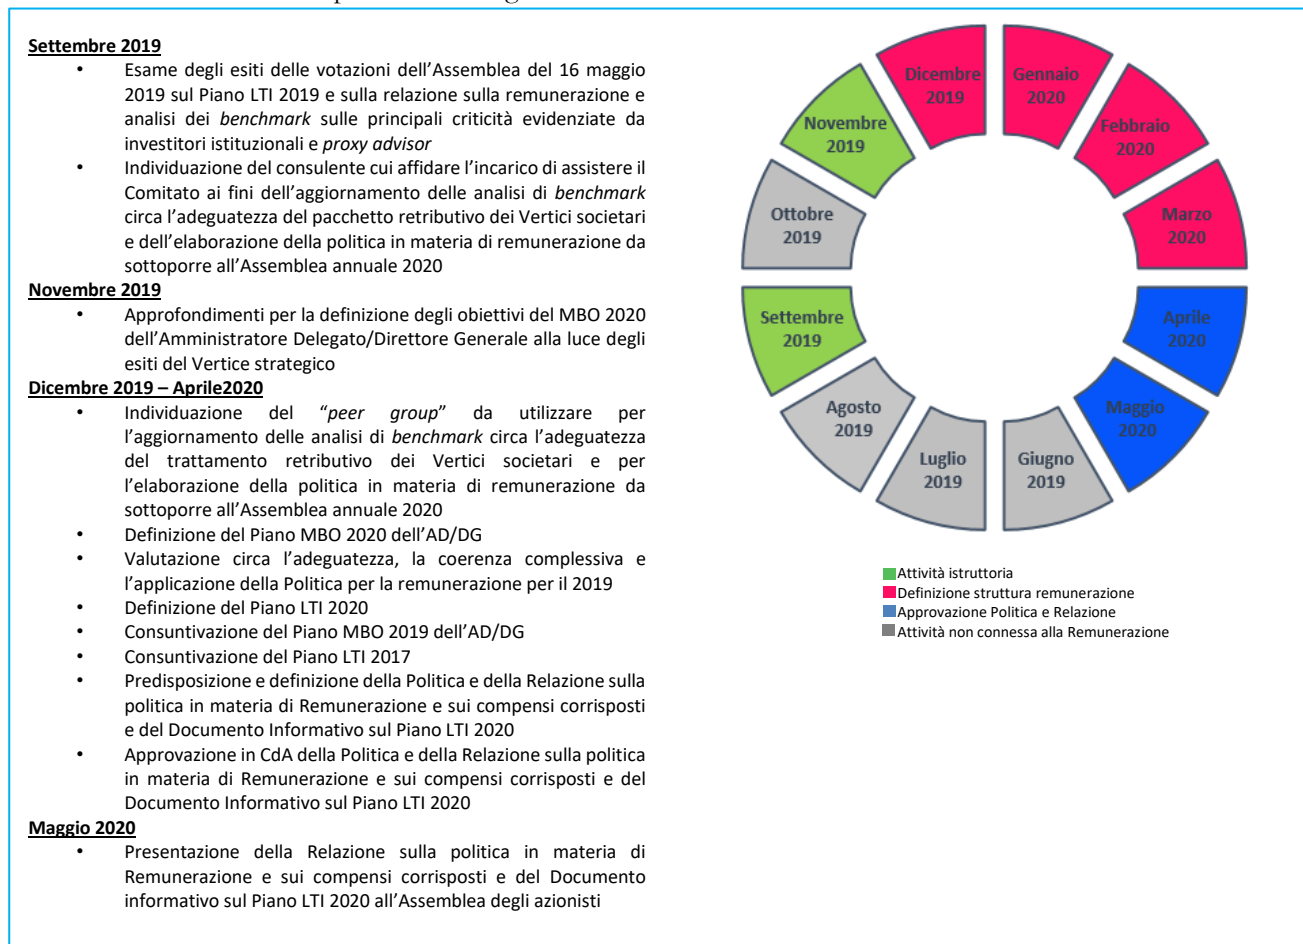 Settembre 2019
• Esame degli esiti delle votazioni dell'Assemblea del 16 maggio
2019 sul Piano LTI 2019 e sulla relazione sulla remunerazione e
analisi dei benchmark sulle principali criticità evidenziate da
investitori istituzionali e proxy advisor
• Individuazione del consulente cui affidare l'incarico di assistere il
Comitato ai fini dell'aggiornamento delle analisi di benchmark
circa l'adeguatezza del pacchetto retributivo dei Vertici societari
e dell'elaborazione della politica in materia di remunerazione da
sottoporre all'Assemblea annuale 2020
Novembre 2019
• Approfondimenti per la definizione degli obiettivi del MBO 2020
dell'Amministratore Delegato/Direttore Generale alla luce degli
esiti del Vertice strategico
Dicembre 2019 – Aprile2020
• Individuazione del “peer group” da utilizzare per
l'aggiornamento delle analisi di benchmark circa l'adeguatezza
del trattamento retributivo dei Vertici societari e per
l'elaborazione della politica in materia di remunerazione da
sottoporre all'Assemblea annuale 2020
• Definizione del Piano MBO 2020 dell'AD/DG
• Valutazione circa l'adeguatezza, la coerenza complessiva e
l'applicazione della Politica per la remunerazione per il 2019
• Definizione del Piano LTI 2020
• Consuntivazione del Piano MBO 2019 dell'AD/DG
• Consuntivazione del Piano LTI 2017
• Predisposizione e definizione della Politica e della Relazione sulla
politica in materia di Remunerazione e sui compensi corrisposti
e del Documento Informativo sul Piano LTI 2020
• Approvazione in CdA della Politica e della Relazione sulla politica
in materia di Remunerazione e sui compensi corrisposti e del
Documento Informativo sul Piano LTI 2020
Maggio 2020
• Presentazione della Relazione sulla politica in materia di
Remunerazione e sui compensi corrisposti e del Documento
informativo sul Piano LTI 2020 all'Assemblea degli azionisti
Dicembre
2019
Gennaio
2020
Febbraio
2020
Marzo
2020
Aprile
2020
Maggio
2020
Giugno
2019
Luglio
2019
Agosto
2019
Settembre
2019
Ottobre
2019
Novembre
2019
Attività istruttoria
Definizione struttura remunerazione
Approvazione Politica e Relazione
Attività non connessa alla Remunerazione